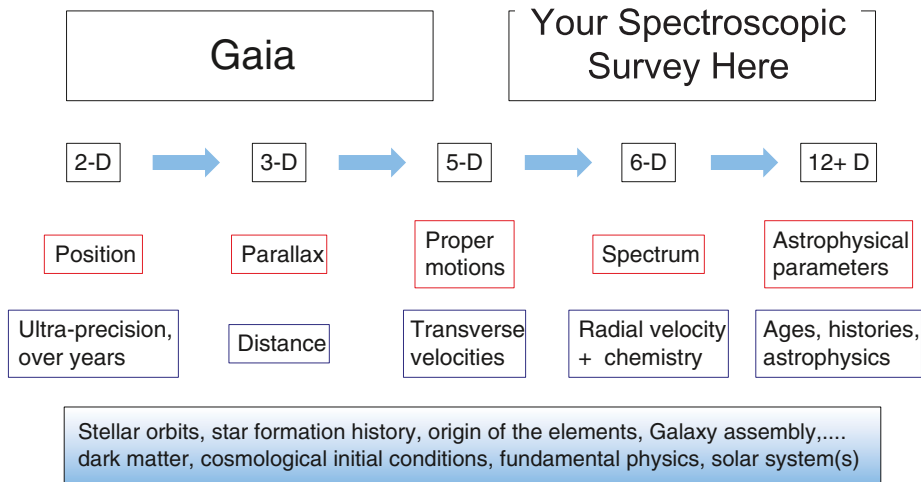 Gaia
Your Spectroscopic
Survey Here
2-D
3-D
5-D
6-D
12+ D
Position
Parallax
Proper
motions
Spectrum
Astrophysical
parameters
Ultra-precision,
over years
Distance
Transverse
velocities
Radial velocity
+ chemistry
Ages, histories,
astrophysics
Stellar orbits, star formation history, origin of the elements, Galaxy assembly,....
dark matter, cosmological initial conditions, fundamental physics, solar system(s)